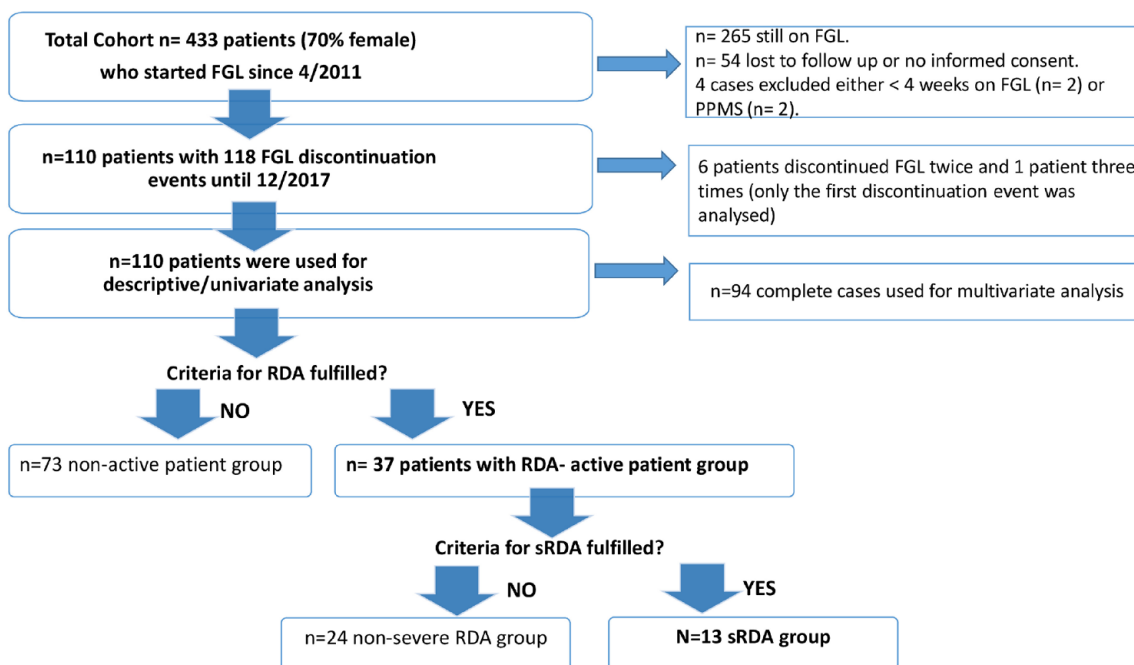 Total Cohort n= 433 patients (70% female)
who started FGL since 4/2011
n= 265 still on FGL.
n= 54 lost to follow up or no informed consent.
4 cases excluded either < 4 weeks on FGL (n= 2) or
PPMS (n= 2).
n=110 patients with 118 FGL discontinuation
events until 12/2017
6 patients discontinued FGL twice and 1 patient three
times (only the first discontinuation event was
analysed)
n=110 patients were used for
descriptive/univariate analysis
n=94 complete cases used for multivariate analysis
Criteria for RDA fulfilled?
NO
YES
n=73 non-active patient group
n= 37 patients with RDA- active patient group
Criteria for sRDA fulfilled?
NO
YES
n=24 non-severe RDA group
N=13 sRDA group